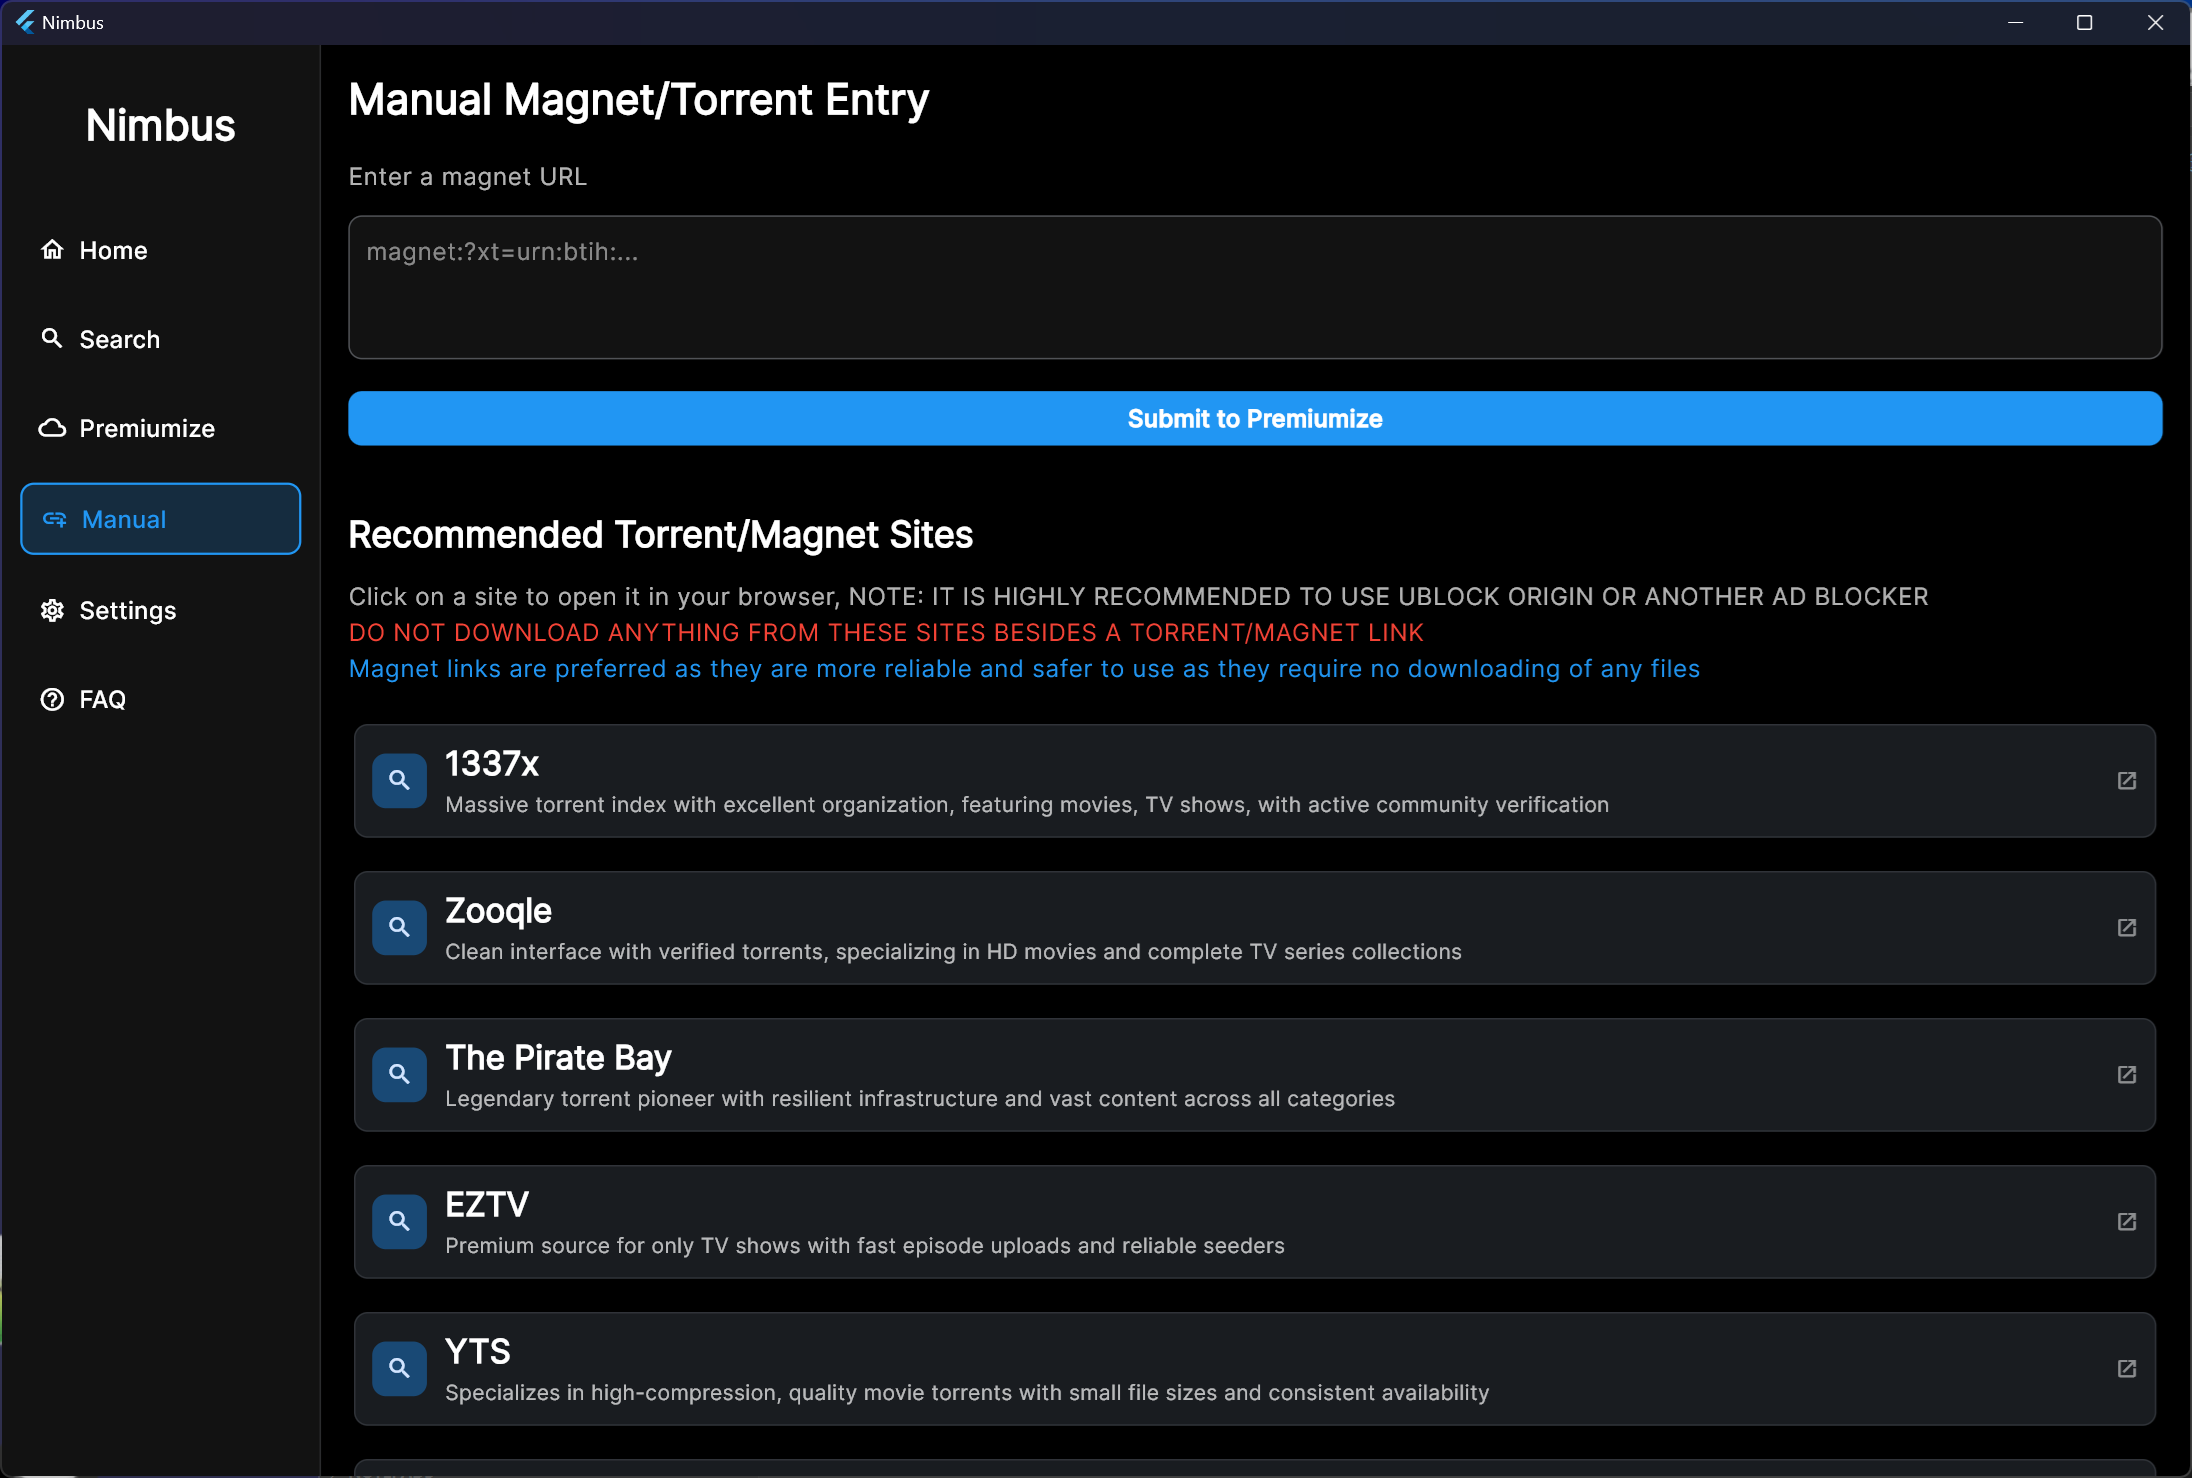 Nimbus
Nimbus
Home
Search
Premiumize
Manual
Settings
FAQ
Manual Magnet/Torrent Entry
Enter a magnet URL
magnet:?xt=urn:btih:...
Submit to Premiumize
Recommended Torrent/Magnet Sites
Click on a site to open it in your browser, NOTE: IT IS HIGHLY RECOMMENDED TO USE UBLOCK ORIGIN OR ANOTHER AD BLOCKER
DO NOT DOWNLOAD ANYTHING FROM THESE SITES BESIDES A TORRENT/MAGNET LINK
Magnet links are preferred as they are more reliable and safer to use as they require no downloading of any files
1337x
Massive torrent index with excellent organization, featuring movies, TV shows, with active community verification
Zooqle
Clean interface with verified torrents, specializing in HD movies and complete TV series collections
The Pirate Bay
Legendary torrent pioneer with resilient infrastructure and vast content across all categories
EZTV
Premium source for only TV shows with fast episode uploads and reliable seeders
YTS
Specializes in high-compression, quality movie torrents with small file sizes and consistent availability